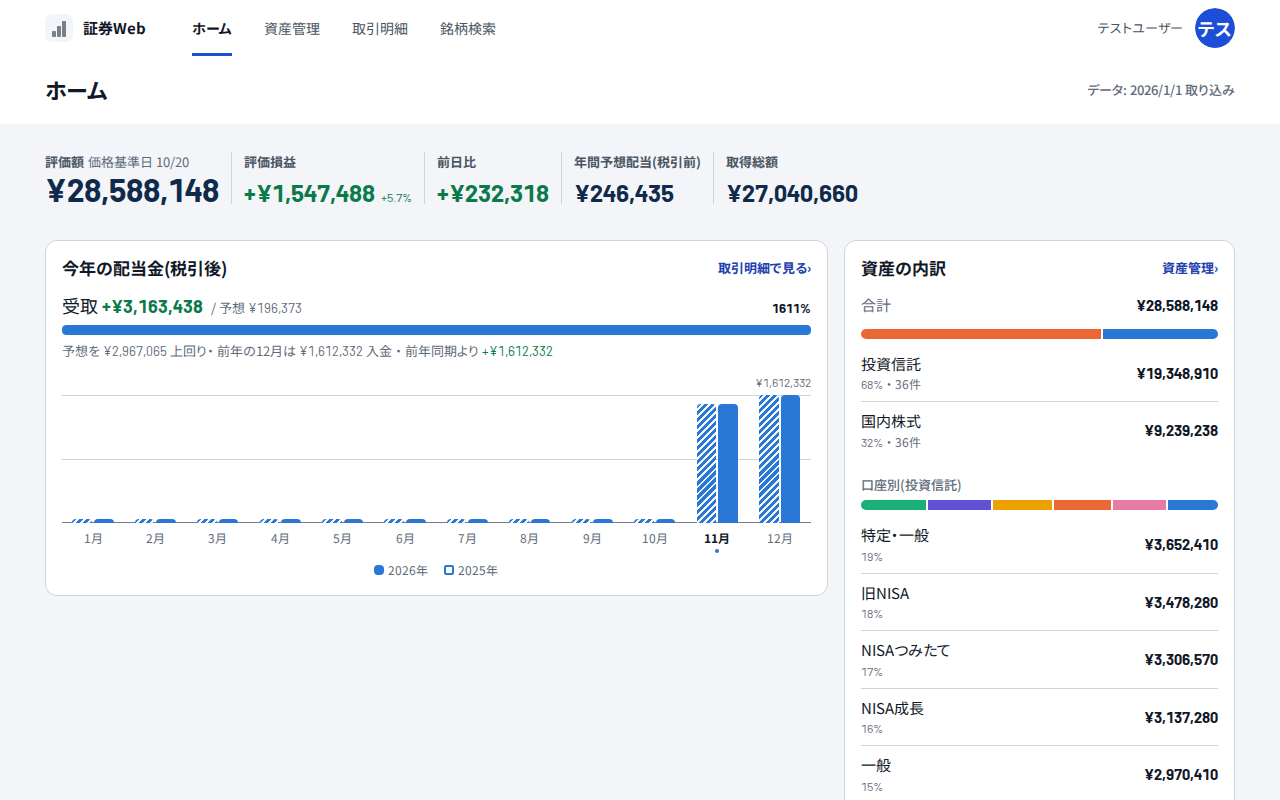 証券Web
ホーム
資産管理
取引明細
銘柄検索
テストユーザー
テス
ホーム
データ: 2026/1/1 取り込み
評価額 価格基準日 10/20
¥28,588,148
評価損益
+¥1,547,488 +5.7%
前日比
+¥232,318
年間予想配当(税引前)
¥246,435
取得総額
¥27,040,660
今年の配当金(税引後)
取引明細で見る›
受取 +¥3,163,438 / 予想 ¥196,373
1611%
予想を ¥2,967,065 上回り・前年の12月は ¥1,612,332 入金・前年同期より +¥1,612,332
¥1,612,332
1月 2月 3月 4月 5月 6月 7月 8月 9月 10月 11月 12月
2026年 2025年
資産の内訳
資産管理›
合計
¥28,588,148
投資信託
68%・36件
¥19,348,910
国内株式
32%・36件
¥9,239,238
口座別(投資信託)
特定・一般
19%
¥3,652,410
旧NISA
18%
¥3,478,280
NISAつみたて
17%
¥3,306,570
NISA成長
16%
¥3,137,280
一般
15%
¥2,970,410